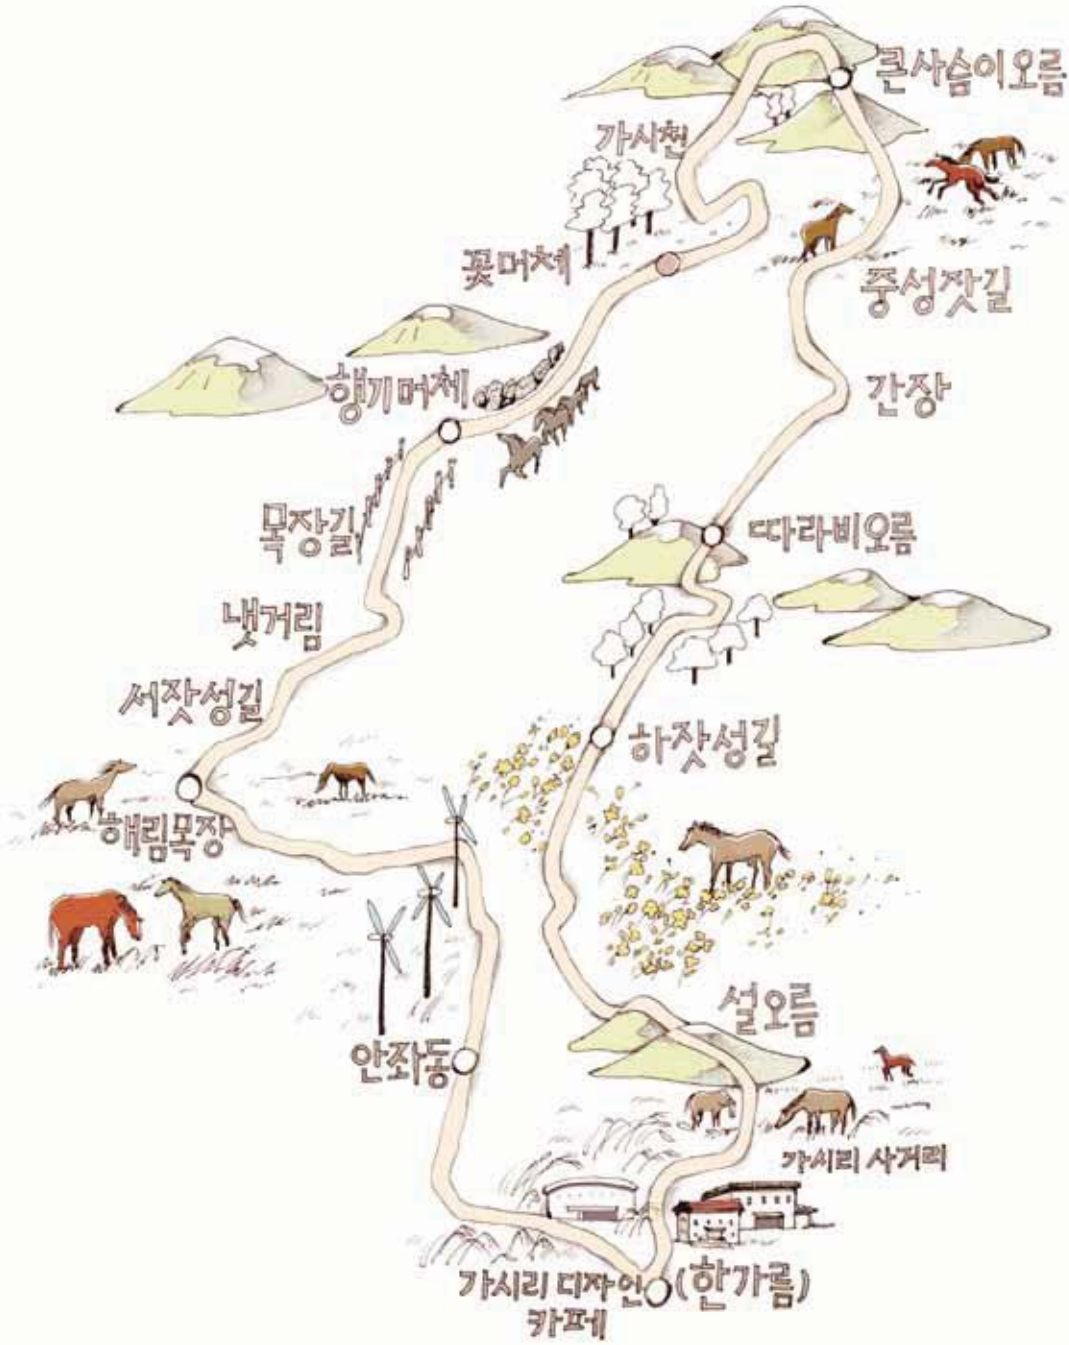 큰사슴이오름
가시천
꽃머체
중성잣길
행기머체
간장
목장길
따라비오름
냇거림
서잣성길
하잣성길
해림목장
설오름
안좌동
가시리 사거리
가시리 디자인 (한가름)
카페